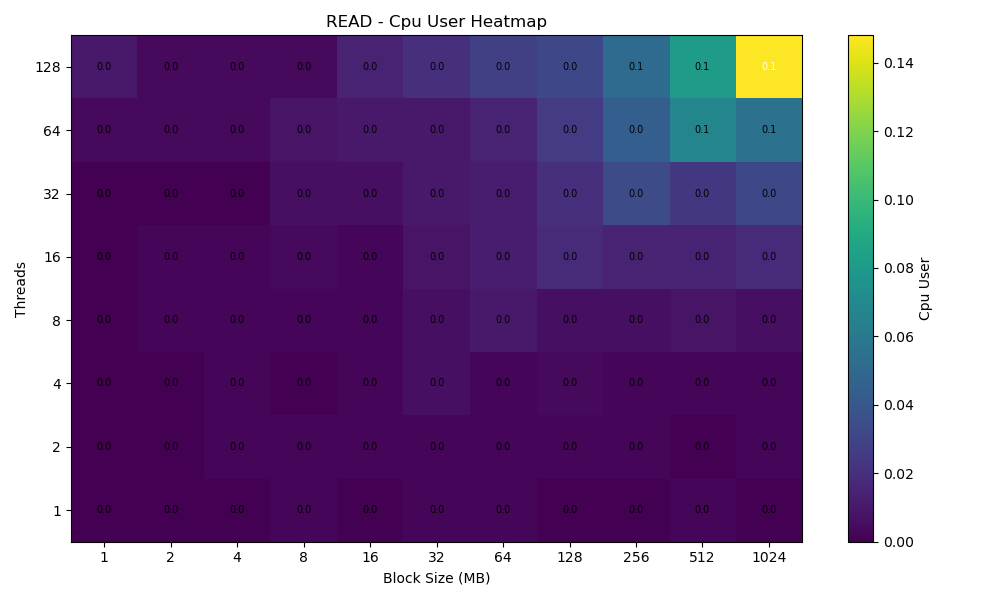 READ - Cpu User Heatmap
128 0.0 0.0 0.0 0.0 0.0 0.0 0.0 0.0 0.1 0.1 0.1
64 0.0 0.0 0.0 0.0 0.0 0.0 0.0 0.0 0.0 0.1 0.1
32 0.0 0.0 0.0 0.0 0.0 0.0 0.0 0.0 0.0 0.0 0.0
16 0.0 0.0 0.0 0.0 0.0 0.0 0.0 0.0 0.0 0.0 0.0
8 0.0 0.0 0.0 0.0 0.0 0.0 0.0 0.0 0.0 0.0 0.0
4 0.0 0.0 0.0 0.0 0.0 0.0 0.0 0.0 0.0 0.0 0.0
2 0.0 0.0 0.0 0.0 0.0 0.0 0.0 0.0 0.0 0.0 0.0
1 0.0 0.0 0.0 0.0 0.0 0.0 0.0 0.0 0.0 0.0 0.0
1 2 4 8 16 32 64 128 256 512 1024
Block Size (MB)
Threads
0.14
0.12
0.10
0.08
0.06
0.04
0.02
0.00
Cpu User